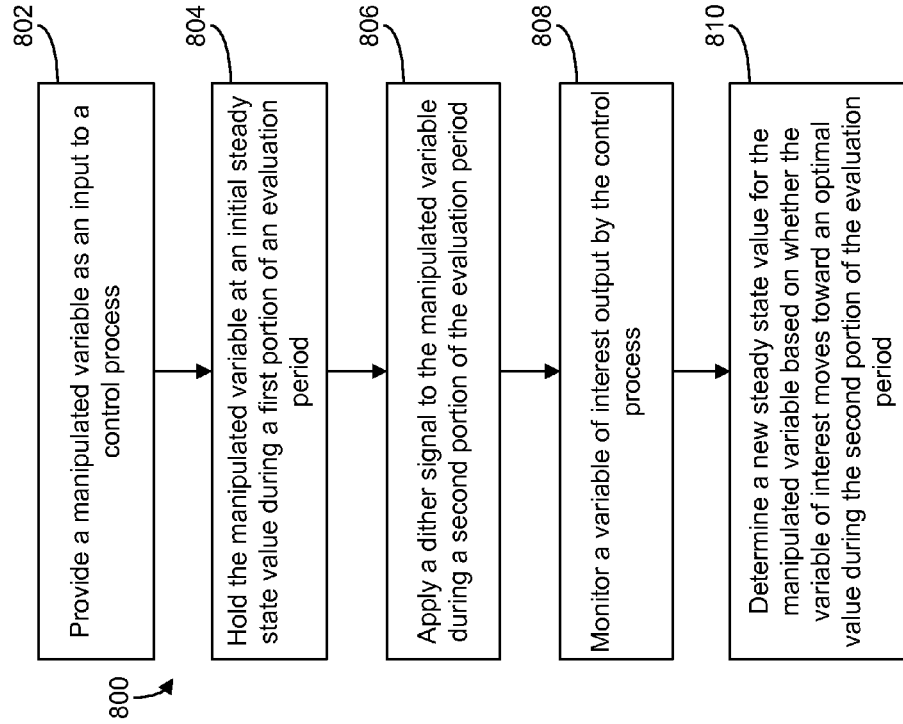 800
802
Provide a manipulated variable as an input to a
control process
804
Hold the manipulated variable at an initial steady
state value during a first portion of an evaluation
period
806
Apply a dither signal to the manipulated variable
during a second portion of the evaluation period
808
Monitor a variable of interest output by the control
process
810
Determine a new steady state value for the
manipulated variable based on whether the
variable of interest moves toward an optimal
value during the second portion of the evaluation
period